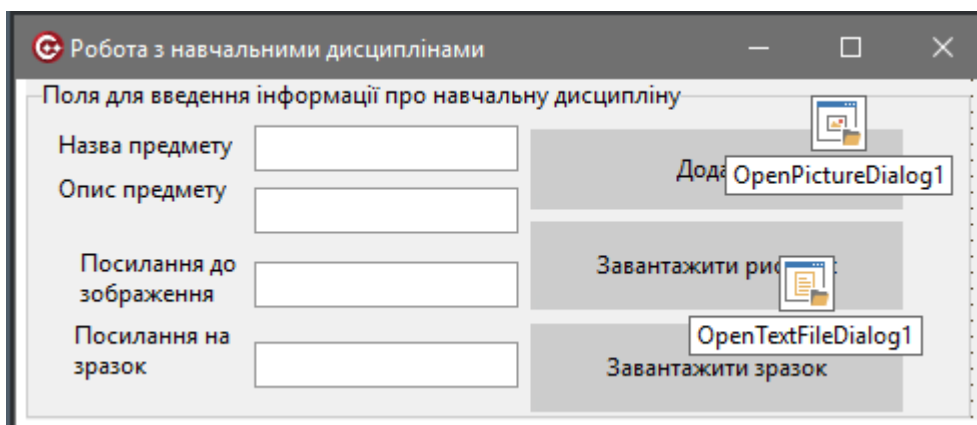 Робота з навчальними дисциплінами
Поля для введення інформації про навчальну дисципліну
Назва предмету
OpenPictureDialog1
Опис предмету
Посилання до
зображення
Завантажити
OpenTextFileDialog1
Посилання на
зразок
Завантажити зразок